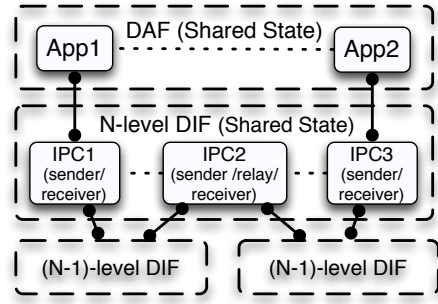 DAF (Shared State)
App1
App2
N-level DIF (Shared State)
IPC1
(sender/
receiver)
IPC2
(sender /relay/
receiver)
IPC3
(sender/
receiver)
(N-1)-level DIF
(N-1)-level DIF